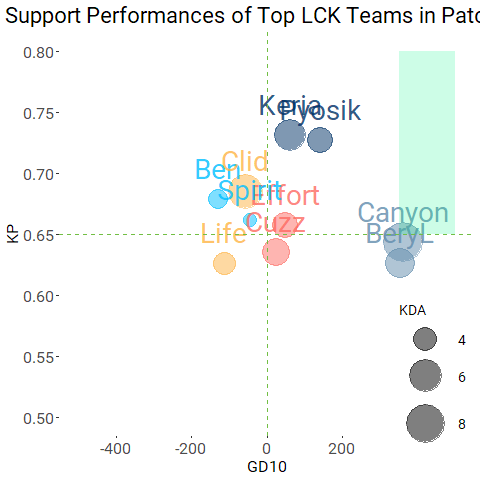 Support Performances of Top LCK Teams in Patc
0.80
0.75
0.70
0.65
0.60
0.55
0.50
KP
Keria
Pyosik
Clid
Ben
Spirit
Effort
Cuzz
Life
Canyon
BeryL
KDA
4
6
8
-400
-200
0
200
GD10